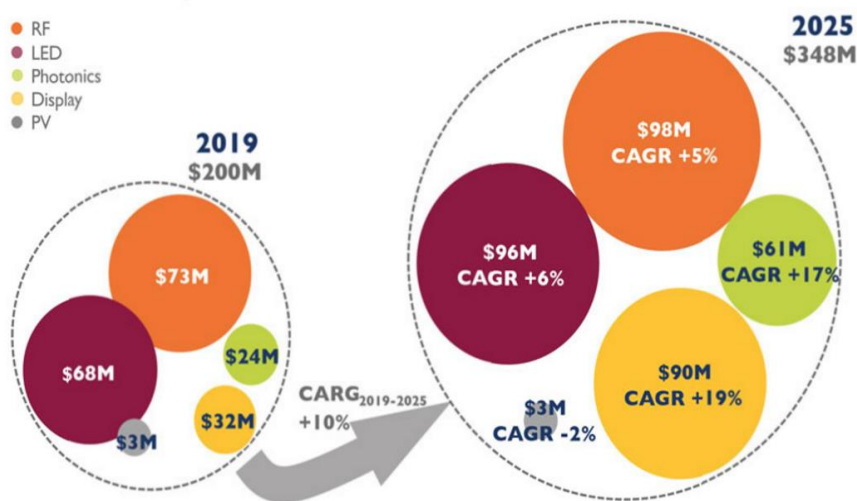 RF
LED
Photonics
Display
PV
2019
$200M
$73M
$68M
$24M
$32M
$3M
CARG2019-2025
+10%
2025
$348M
$98M
CAGR +5%
$96M
CAGR +6%
$61M
CAGR +17%
$90M
CAGR +19%
$3M
CAGR -2%